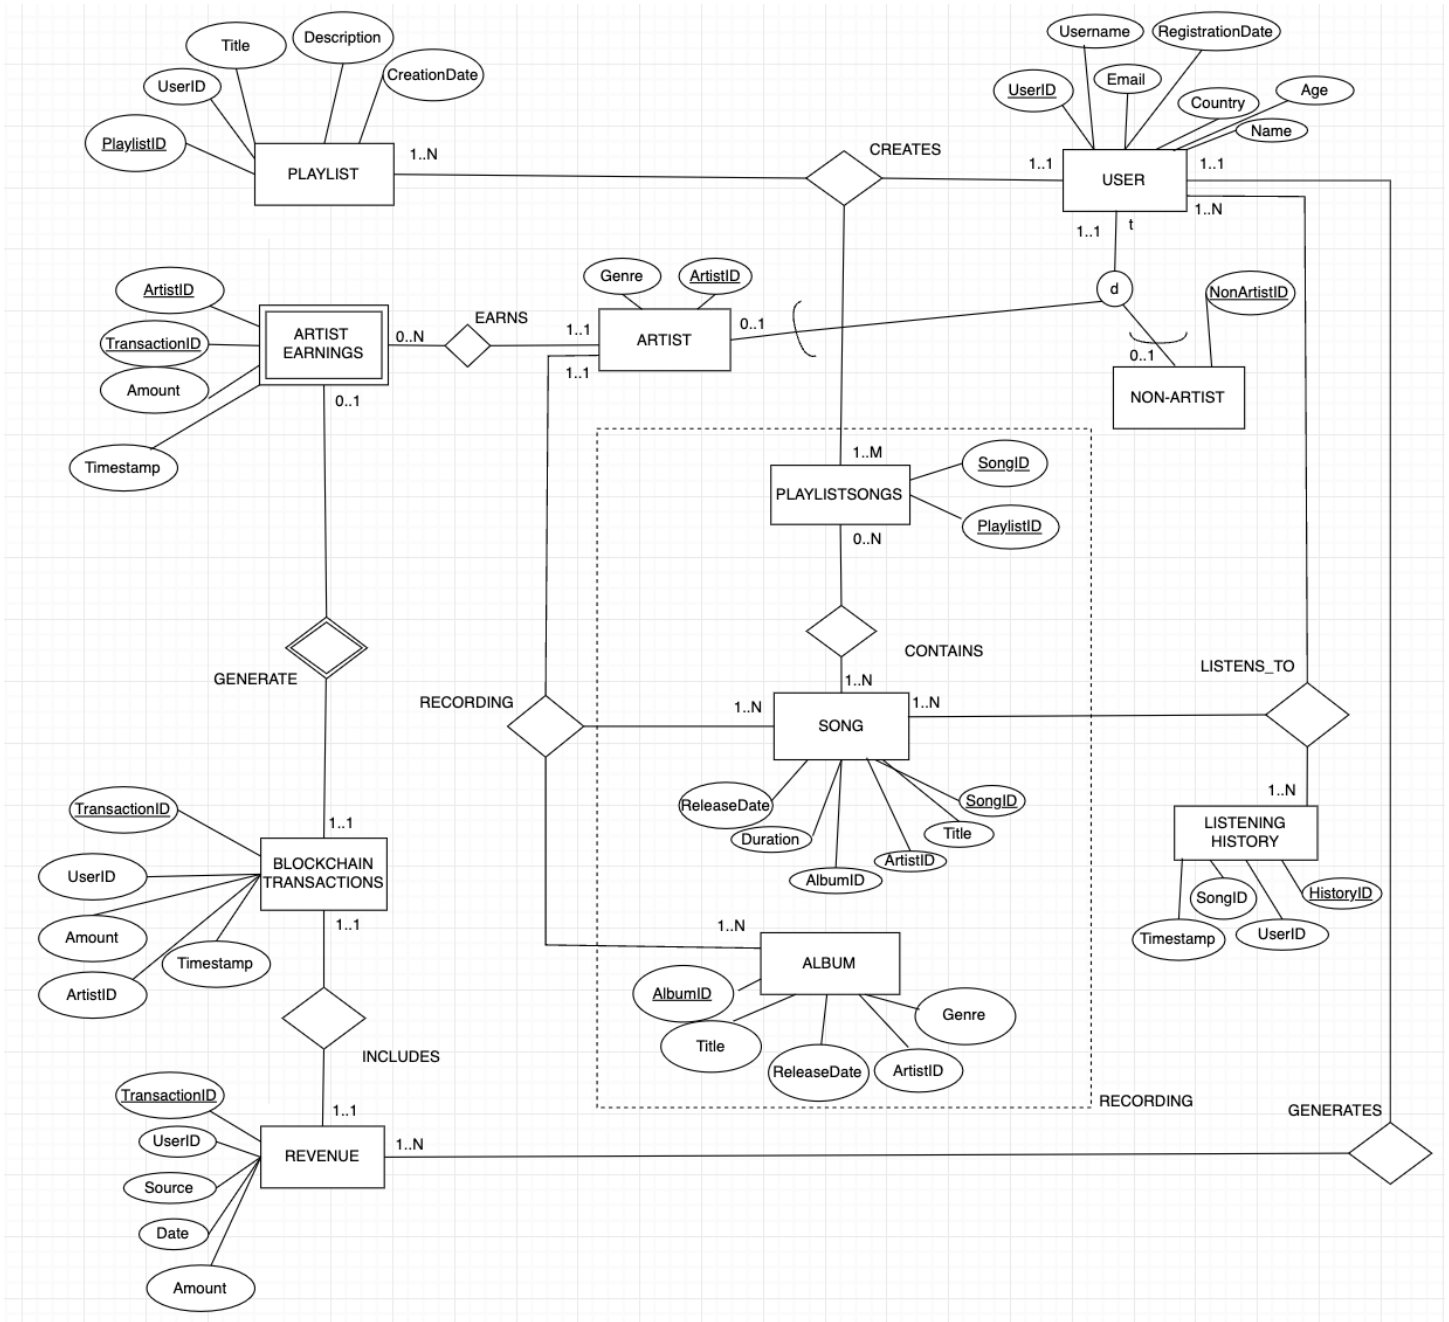 Title
Description
UserID
CreationDate
PlaylistID
PLAYLIST
1..N
CREATES
Username
RegistrationDate
UserID
Email
Country
Age
Name
1..1
USER
1..1
1..N
1..1
t
d
NonArtistID
0..1
NON-ARTIST
ArtistID
TransactionID
Amount
Timestamp
ARTIST
EARNINGS
0..N
EARNS
0..1
Genre
ArtistID
1..1
ARTIST
0..1
1..1
1..M
PLAYLISTSONGS
SongID
PlaylistID
0..N
CONTAINS
1..N
GENERATE
RECORDING
1..N
SONG
1..N
LISTENS_TO
ReleaseDate
Duration
AlbumID
ArtistID
Title
SongID
1..N
LISTENING
HISTORY
Timestamp
SongID
UserID
HistoryID
TransactionID
1..1
UserID
BLOCKCHAIN
TRANSACTIONS
Amount
ArtistID
Timestamp
1..1
1..N
ALBUM
AlbumID
Title
ReleaseDate
ArtistID
Genre
RECORDING
INCLUDES
TransactionID
1..1
UserID
REVENUE
1..N
GENERATES
Source
Date
Amount